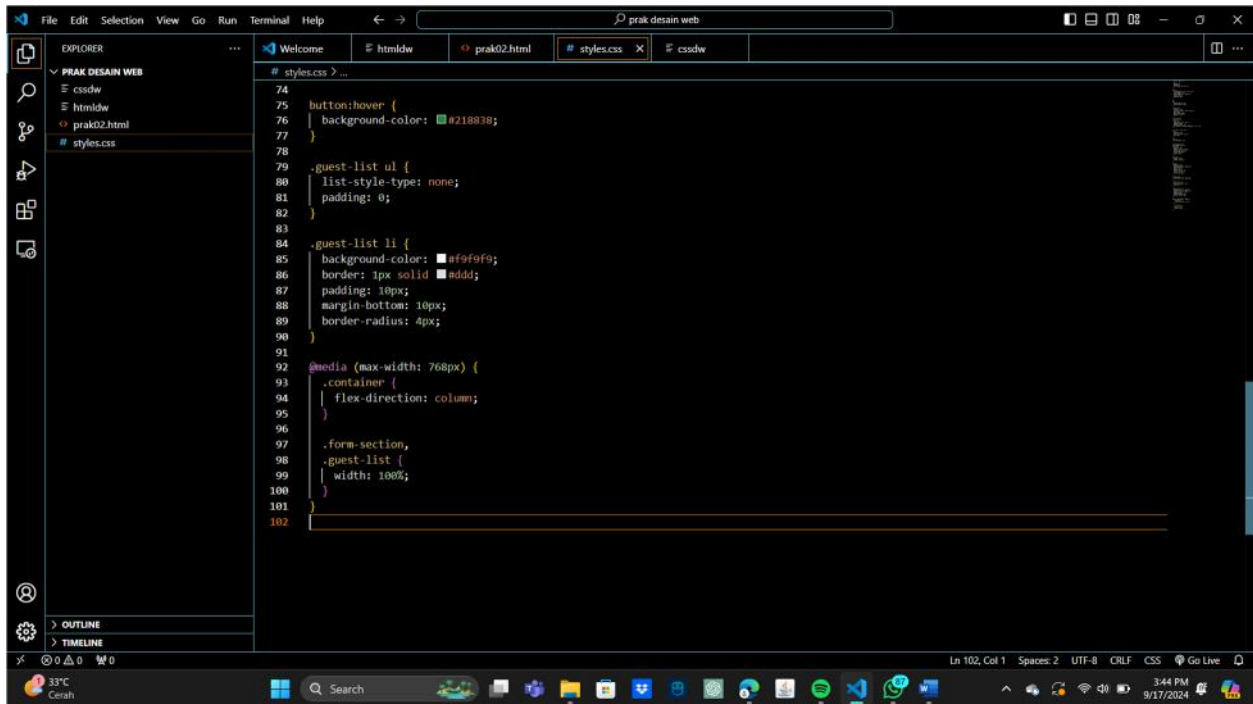 File Edit Selection View Go Run Terminal Help
prak desain web
EXPLORER
PRAK DESAIN WEB
cssdw
htmldw
prak02.html
styles.css
OUTLINE
TIMELINE
Welcome
htmldw
prak02.html
# styles.css
cssdw
# styles.css > ...
74
75 button:hover {
76 background-color: #218838;
77 }
78
79 .guest-list ul {
80 list-style-type: none;
81 padding: 0;
82 }
83
84 .guest-list li {
85 background-color: #f9f9f9;
86 border: 1px solid #ddd;
87 padding: 10px;
88 margin-bottom: 10px;
89 border-radius: 4px;
90 }
91
92 @media (max-width: 768px) {
93 .container {
94 flex-direction: column;
95 }
96
97 .form-section,
98 .guest-list {
99 width: 100%;
100 }
101 }
102
0 0 0
Ln 102, Col 1 Spaces: 2 UTF-8 CRLF CSS Go Live
1
33°C
Cerah
Search
87
3:44 PM
9/17/2024